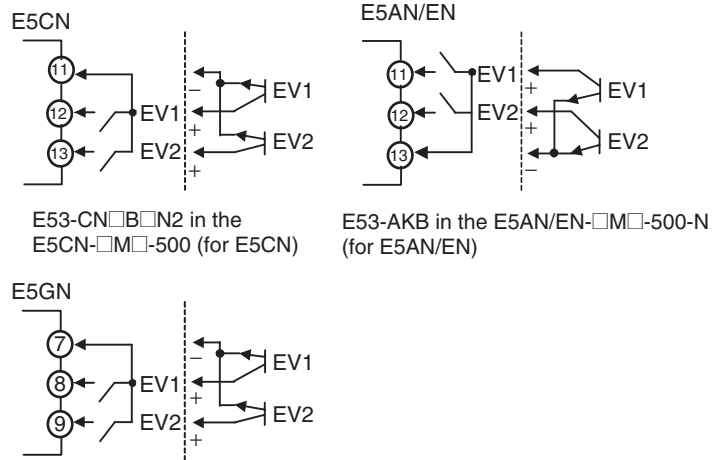 E5CN
11
12
13
EV1
EV2
−
+
+
EV1
EV2
E53-CN□B□N2 in the
E5CN-□M□-500 (for E5CN)
E5AN/EN
11
12
13
EV1
EV2
+
+
−
EV1
EV2
E53-AKB in the E5AN/EN-□M□-500-N
(for E5AN/EN)
E5GN
7
8
9
EV1
EV2
−
+
+
EV1
EV2